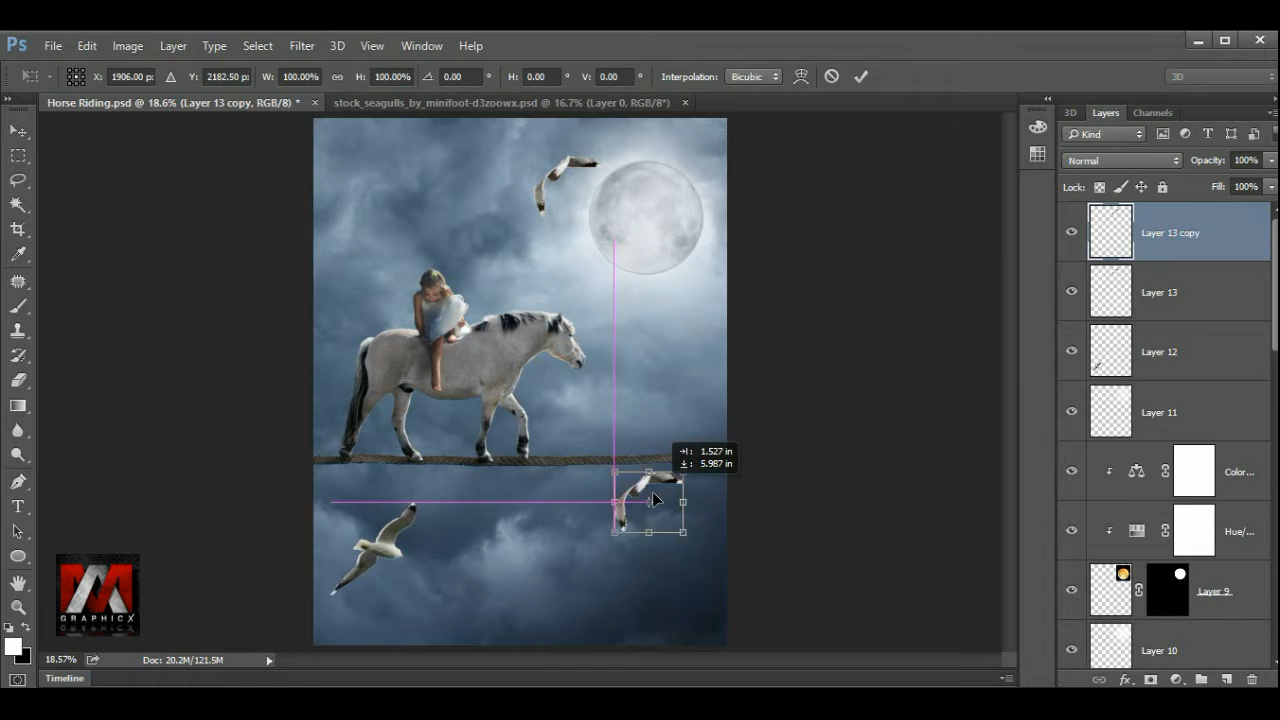 Ps File Edit Image Layer Type Select Filter 3D View Window Help
X: 1906.00 p: Y: 2182.50 p: W: 100.00% H: 100.00% 0.00 ° H: 0.00 ° V: 0.00 ° Interpolation: Bicubic 3D
Horse Riding.psd @ 18.6% (Layer 13 copy, RGB/8) * × stock_seagulls_by_minifoot-d3zoowx.psd @ 16.7% (Layer 0, RGB/8*) ×
3D Layers Channels
Kind
Normal Opacity: 100%
Lock: Fill: 100%
Layer 13 copy
Layer 13
Layer 12
Layer 11
1.527 in
5.987 in
Color...
Hue/...
Layer 9
GRAPHICX
Layer 10
18.57% Doc: 20.2M/121.5M
Timeline